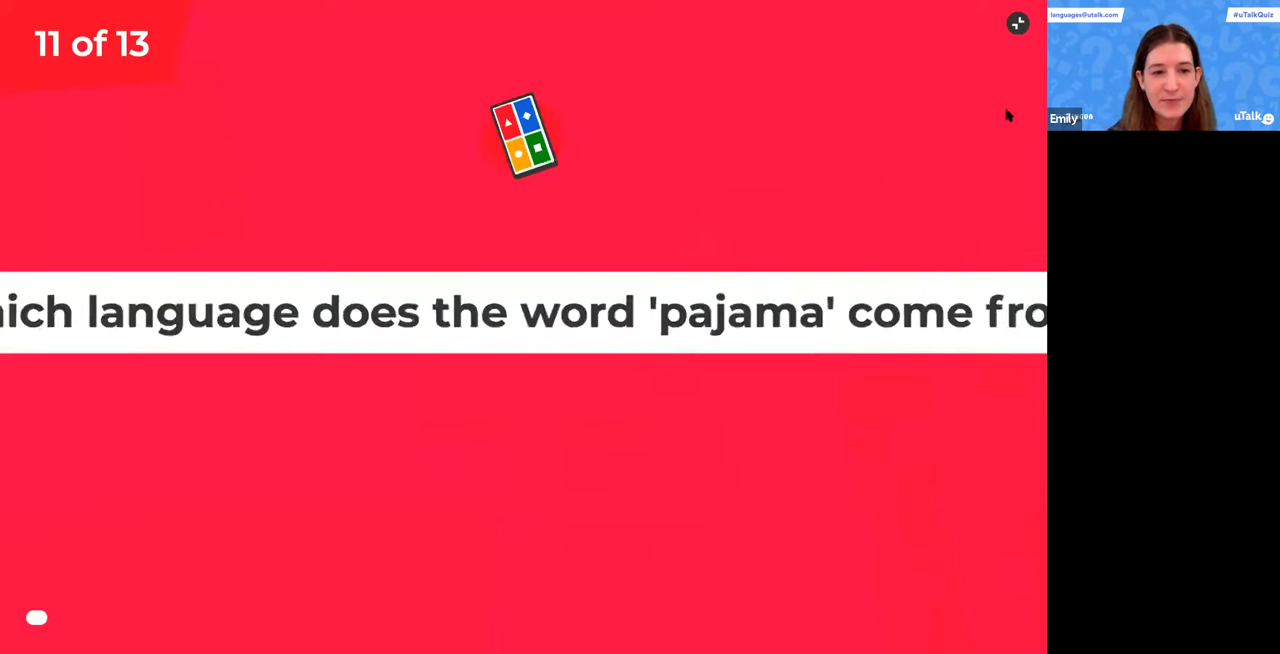 11 of 13
ich language does the word 'pajama' come fro
languages@utalk.com
#uTalkQuiz
Emily
uTalk